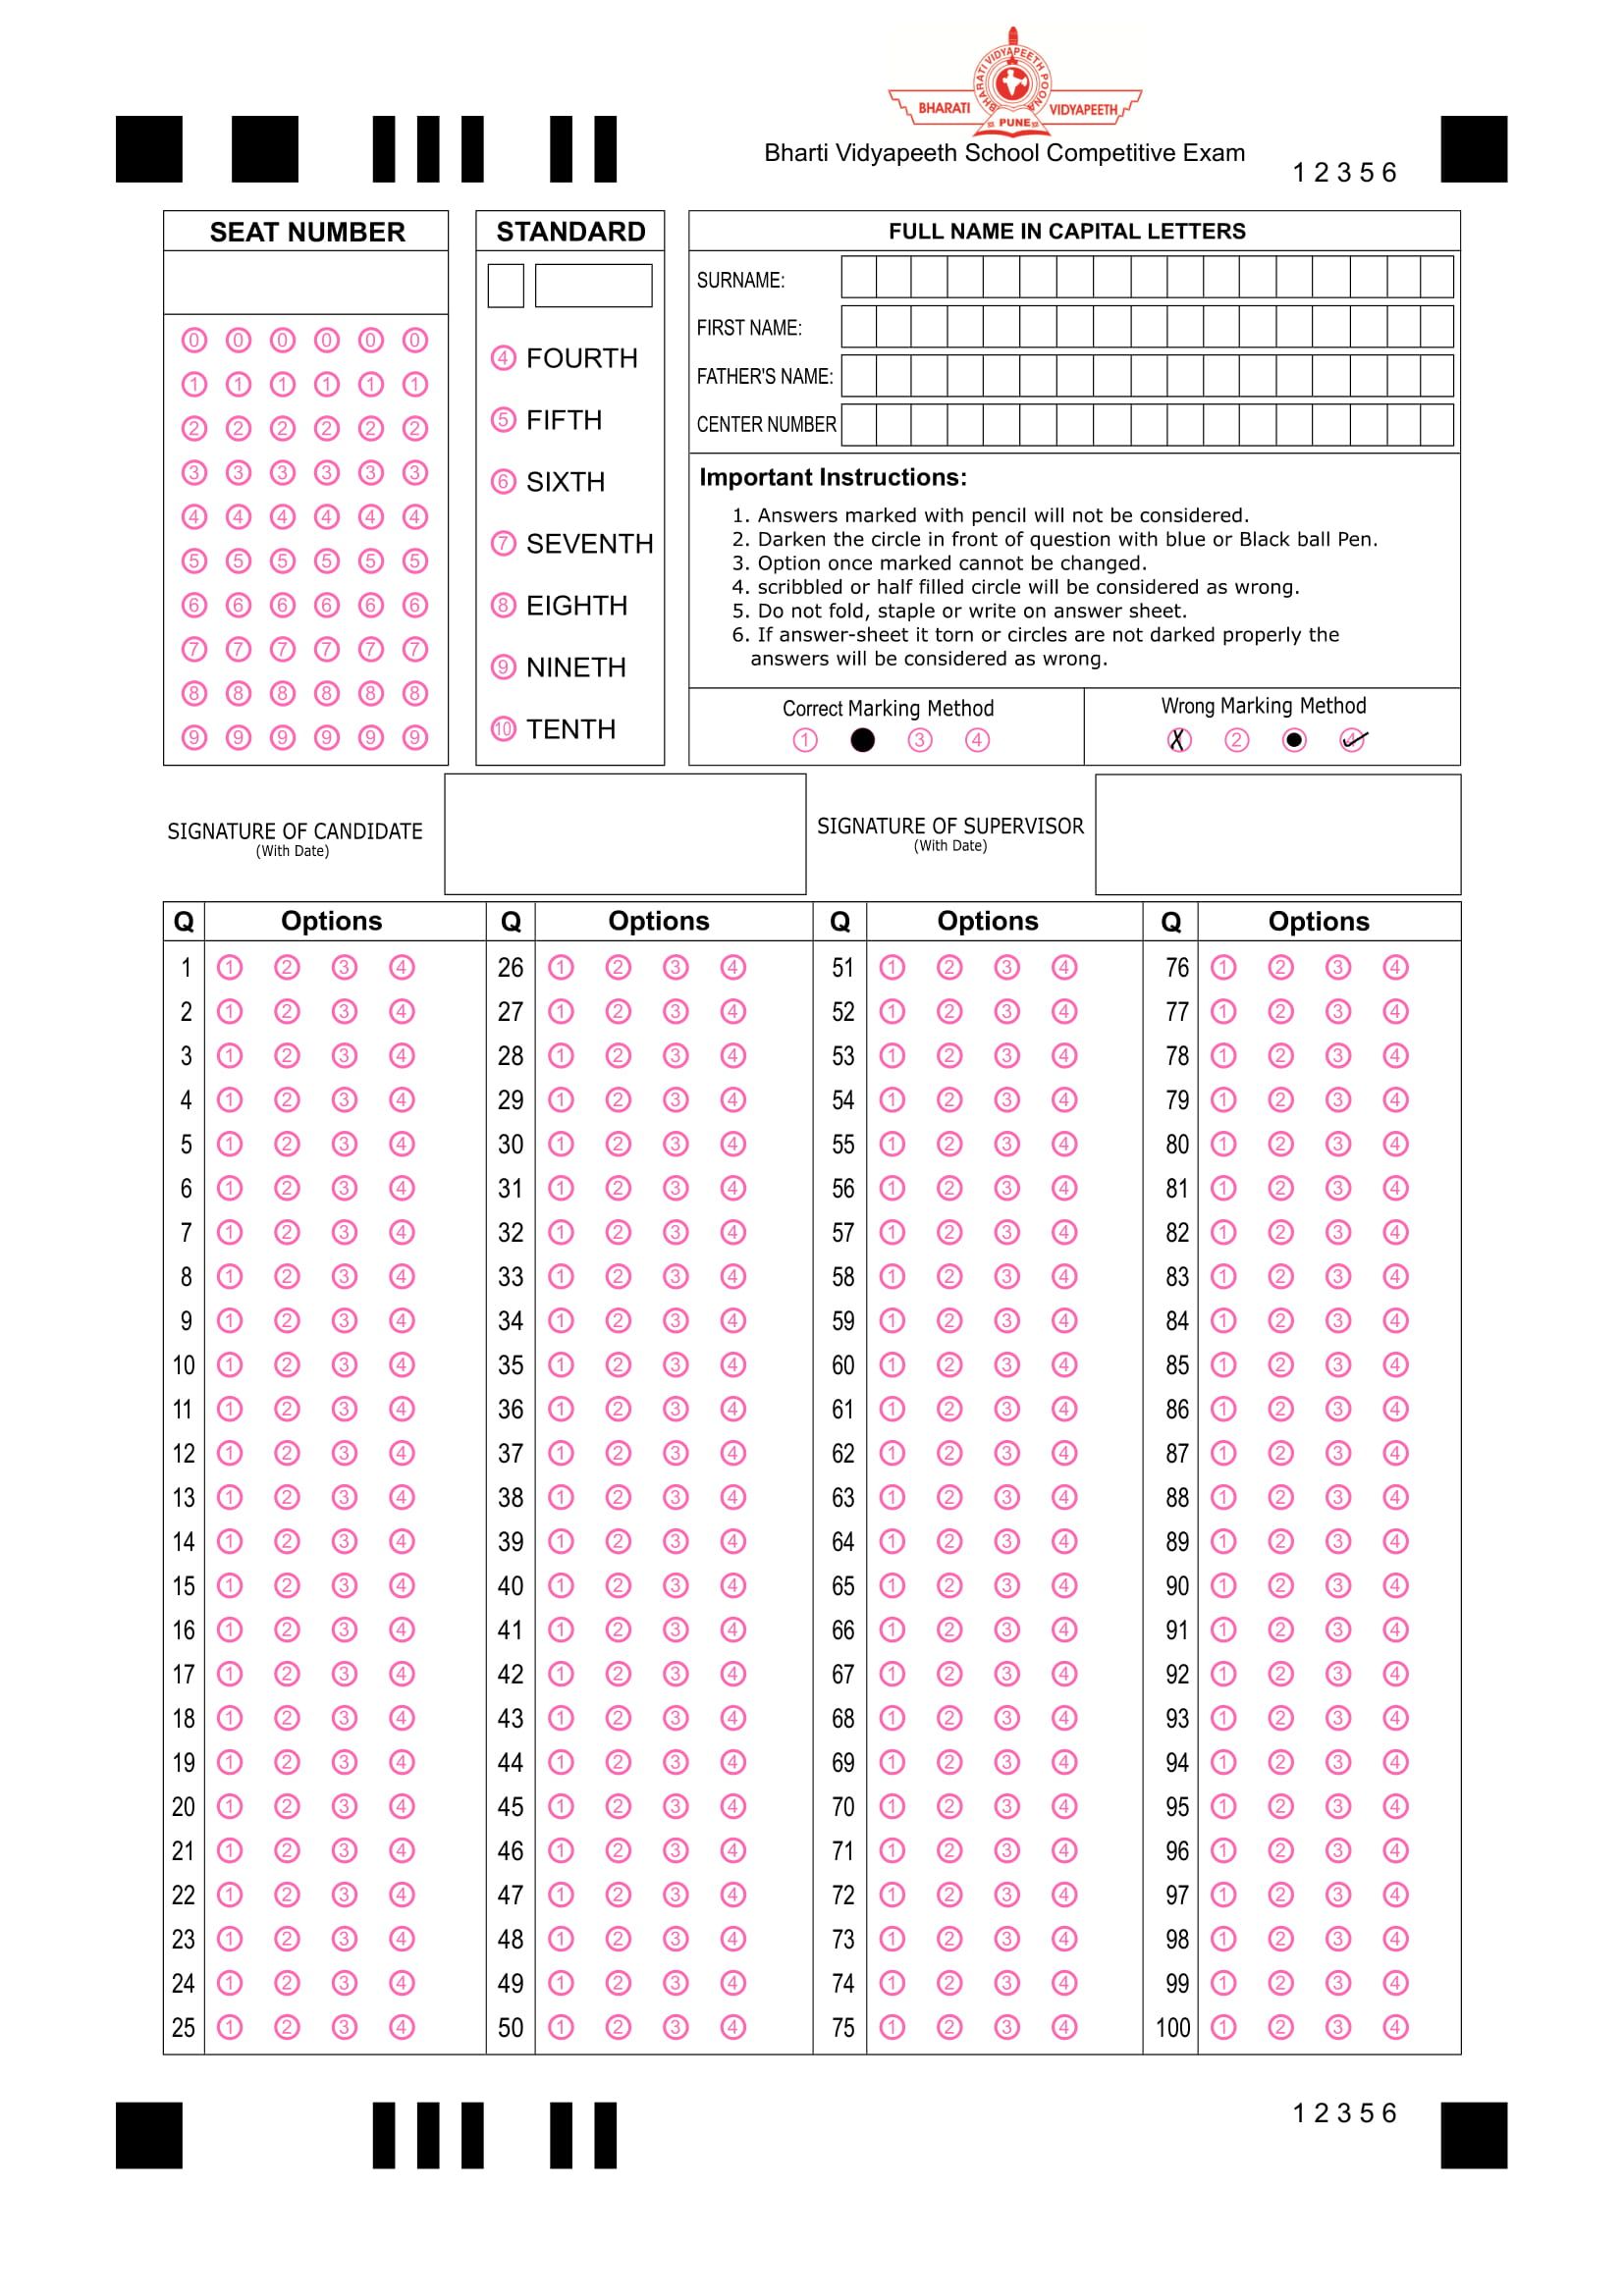 BHARATI VIDYAPEETH POONA
BHARATI VIDYAPEETH
PUNE
Bharti Vidyapeeth School Competitive Exam
1 2 3 5 6
SEAT NUMBER
0 0 0 0 0 0
1 1 1 1 1 1
2 2 2 2 2 2
3 3 3 3 3 3
4 4 4 4 4 4
5 5 5 5 5 5
6 6 6 6 6 6
7 7 7 7 7 7
8 8 8 8 8 8
9 9 9 9 9 9
STANDARD
4 FOURTH
5 FIFTH
6 SIXTH
7 SEVENTH
8 EIGHTH
9 NINETH
10 TENTH
FULL NAME IN CAPITAL LETTERS
SURNAME:
FIRST NAME:
FATHER'S NAME:
CENTER NUMBER
Important Instructions:
1. Answers marked with pencil will not be considered.
2. Darken the circle in front of question with blue or Black ball Pen.
3. Option once marked cannot be changed.
4. scribbled or half filled circle will be considered as wrong.
5. Do not fold, staple or write on answer sheet.
6. If answer-sheet it torn or circles are not darked properly the
answers will be considered as wrong.
Correct Marking Method
1 3 4
Wrong Marking Method
2
SIGNATURE OF CANDIDATE
(With Date)
SIGNATURE OF SUPERVISOR
(With Date)
Q Options Q Options Q Options Q Options
1 1 2 3 4 26 1 2 3 4 51 1 2 3 4 76 1 2 3 4
2 1 2 3 4 27 1 2 3 4 52 1 2 3 4 77 1 2 3 4
3 1 2 3 4 28 1 2 3 4 53 1 2 3 4 78 1 2 3 4
4 1 2 3 4 29 1 2 3 4 54 1 2 3 4 79 1 2 3 4
5 1 2 3 4 30 1 2 3 4 55 1 2 3 4 80 1 2 3 4
6 1 2 3 4 31 1 2 3 4 56 1 2 3 4 81 1 2 3 4
7 1 2 3 4 32 1 2 3 4 57 1 2 3 4 82 1 2 3 4
8 1 2 3 4 33 1 2 3 4 58 1 2 3 4 83 1 2 3 4
9 1 2 3 4 34 1 2 3 4 59 1 2 3 4 84 1 2 3 4
10 1 2 3 4 35 1 2 3 4 60 1 2 3 4 85 1 2 3 4
11 1 2 3 4 36 1 2 3 4 61 1 2 3 4 86 1 2 3 4
12 1 2 3 4 37 1 2 3 4 62 1 2 3 4 87 1 2 3 4
13 1 2 3 4 38 1 2 3 4 63 1 2 3 4 88 1 2 3 4
14 1 2 3 4 39 1 2 3 4 64 1 2 3 4 89 1 2 3 4
15 1 2 3 4 40 1 2 3 4 65 1 2 3 4 90 1 2 3 4
16 1 2 3 4 41 1 2 3 4 66 1 2 3 4 91 1 2 3 4
17 1 2 3 4 42 1 2 3 4 67 1 2 3 4 92 1 2 3 4
18 1 2 3 4 43 1 2 3 4 68 1 2 3 4 93 1 2 3 4
19 1 2 3 4 44 1 2 3 4 69 1 2 3 4 94 1 2 3 4
20 1 2 3 4 45 1 2 3 4 70 1 2 3 4 95 1 2 3 4
21 1 2 3 4 46 1 2 3 4 71 1 2 3 4 96 1 2 3 4
22 1 2 3 4 47 1 2 3 4 72 1 2 3 4 97 1 2 3 4
23 1 2 3 4 48 1 2 3 4 73 1 2 3 4 98 1 2 3 4
24 1 2 3 4 49 1 2 3 4 74 1 2 3 4 99 1 2 3 4
25 1 2 3 4 50 1 2 3 4 75 1 2 3 4 100 1 2 3 4
1 2 3 5 6